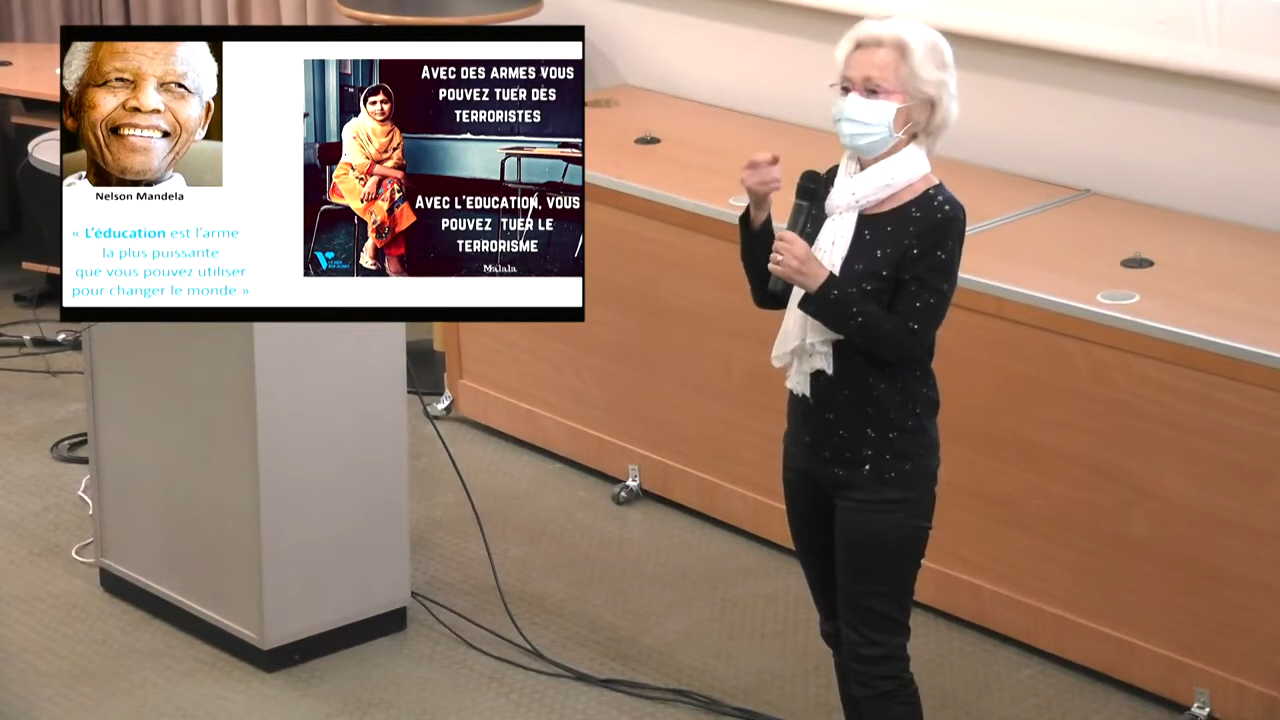 Nelson Mandela
« L'éducation est l'arme
la plus puissante
que vous pouvez utiliser
pour changer le monde »
AVEC DES ARMES VOUS
POUVEZ TUER DES
TERRORISTES
AVEC L'EDUCATION, VOUS
POUVEZ TUER LE
TERRORISME
Malala